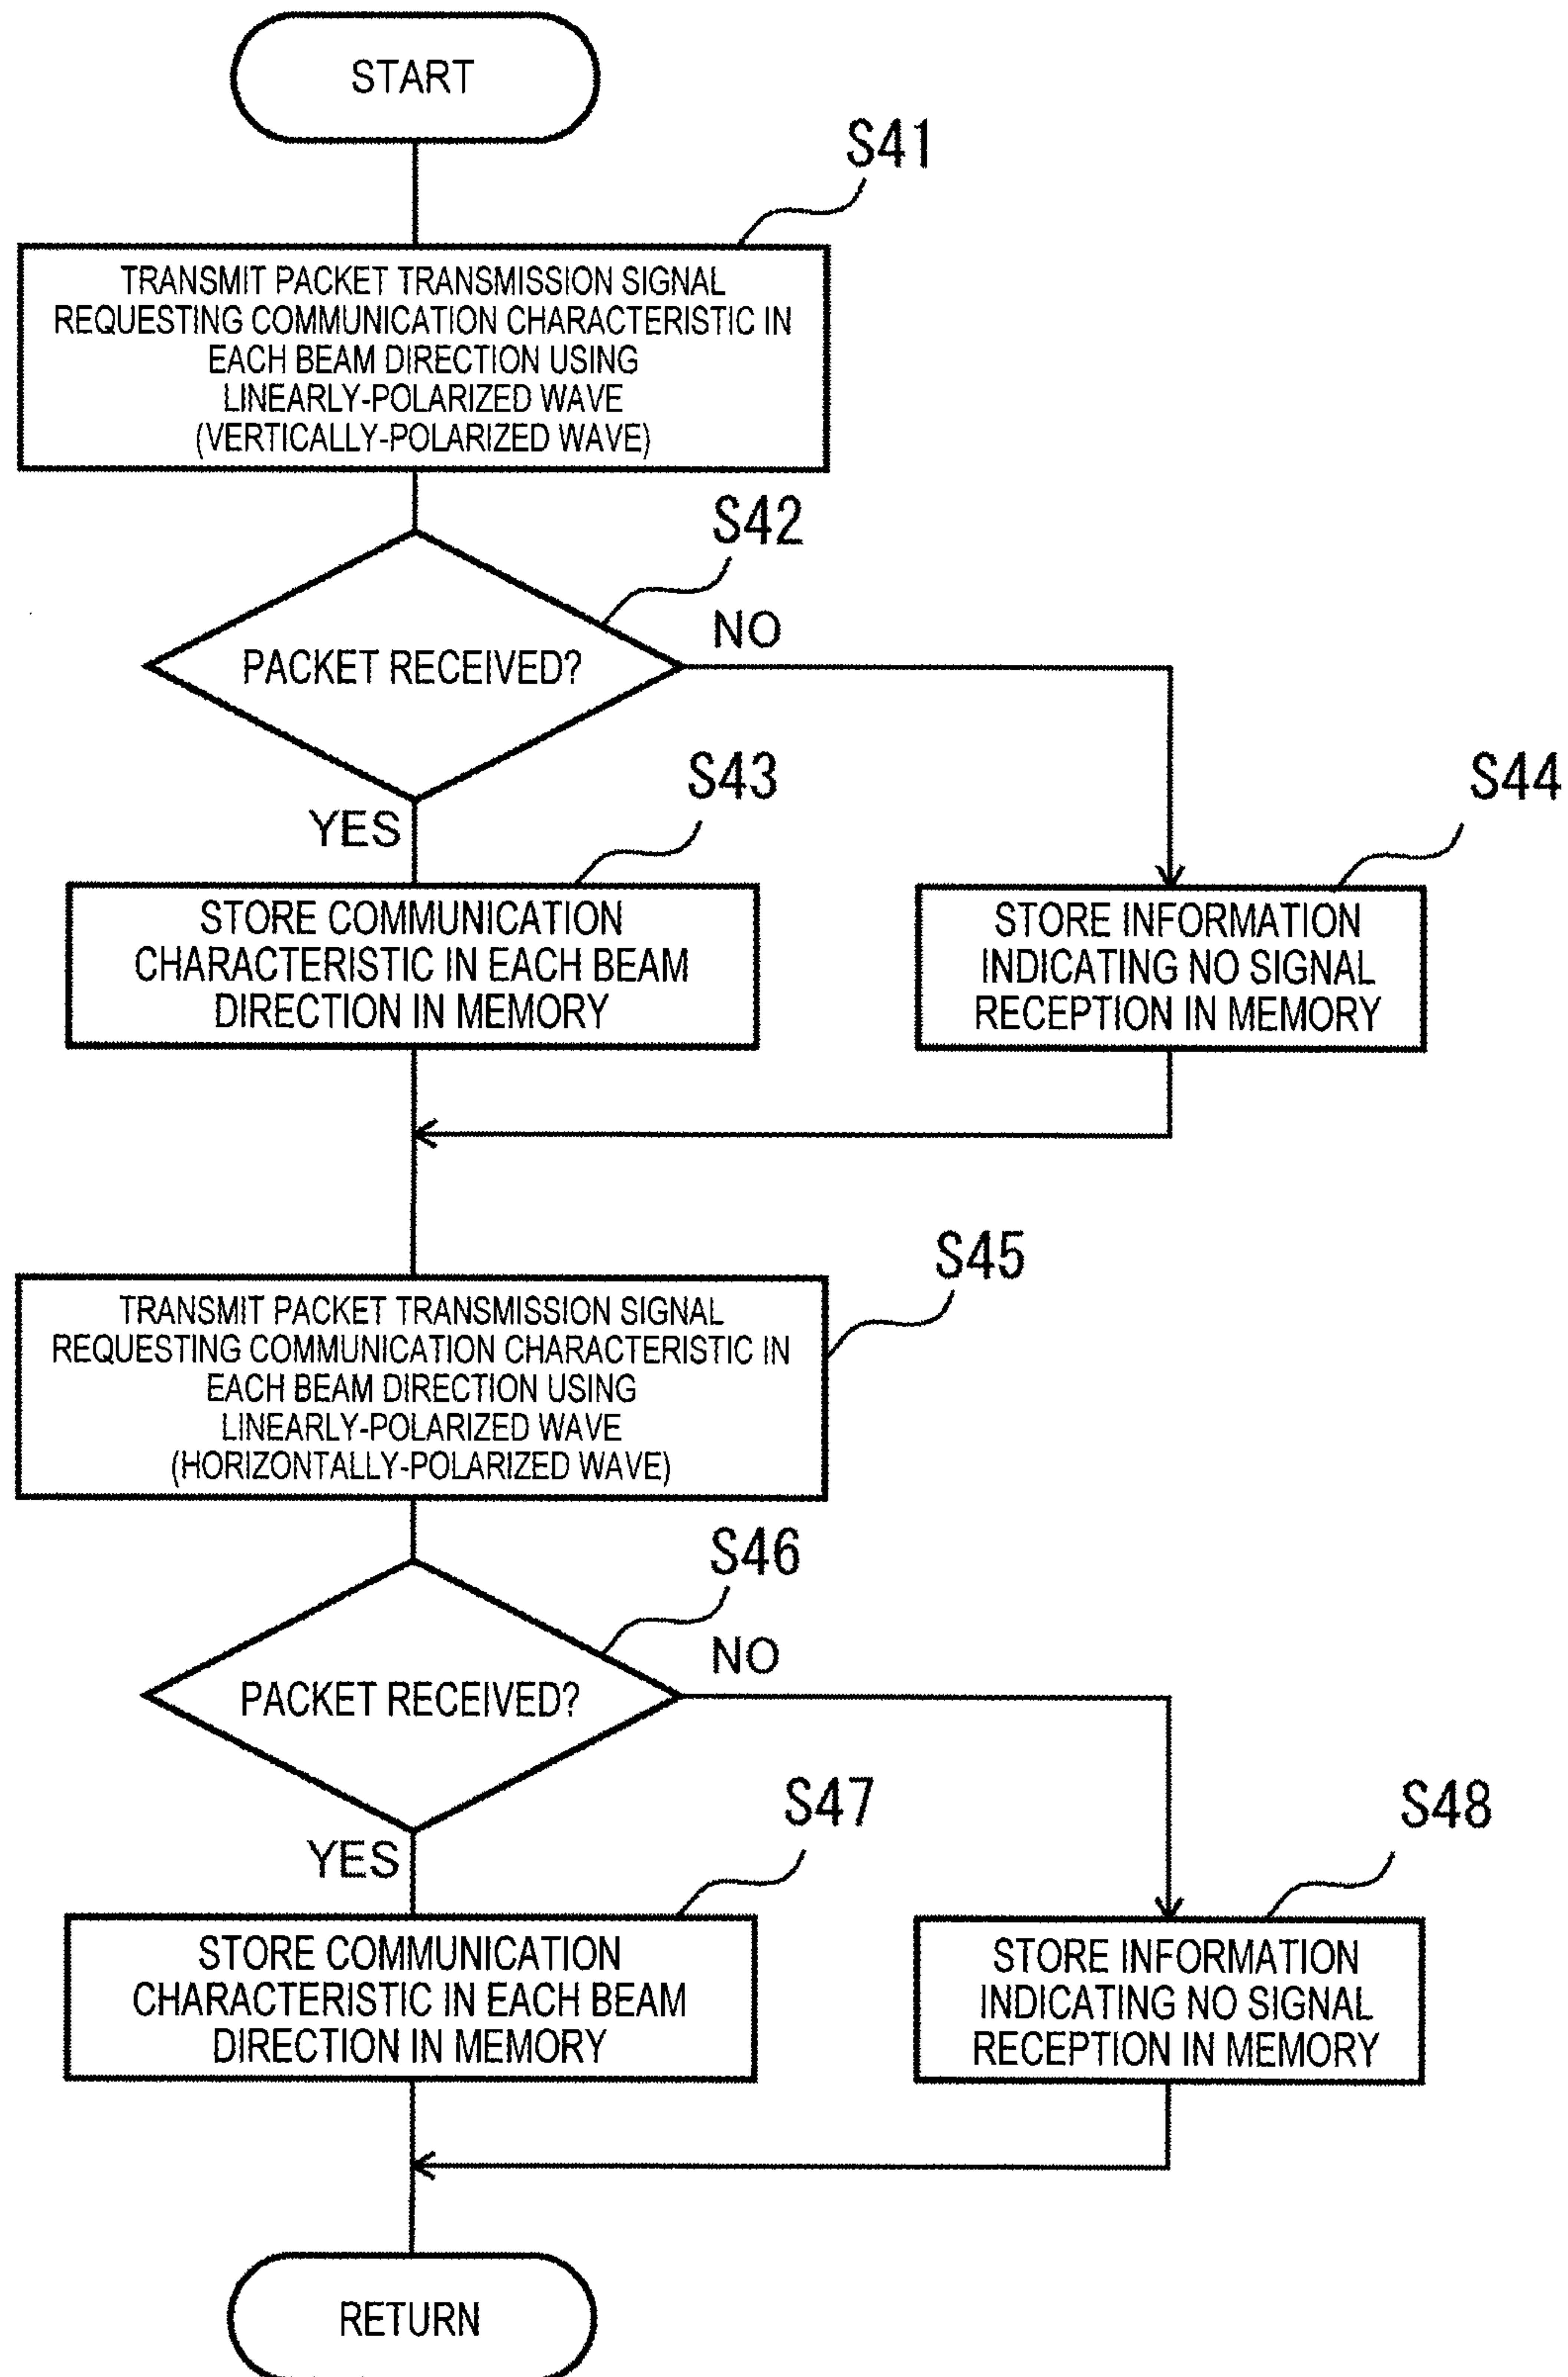 START
S41
TRANSMIT PACKET TRANSMISSION SIGNAL
REQUESTING COMMUNICATION CHARACTERISTIC IN
EACH BEAM DIRECTION USING
LINEARLY-POLARIZED WAVE
(VERTICALLY-POLARIZED WAVE)
S42
PACKET RECEIVED?
NO
YES
S43
STORE COMMUNICATION
CHARACTERISTIC IN EACH BEAM
DIRECTION IN MEMORY
S44
STORE INFORMATION
INDICATING NO SIGNAL
RECEPTION IN MEMORY
S45
TRANSMIT PACKET TRANSMISSION SIGNAL
REQUESTING COMMUNICATION CHARACTERISTIC IN
EACH BEAM DIRECTION USING
LINEARLY-POLARIZED WAVE
(HORIZONTALLY-POLARIZED WAVE)
S46
PACKET RECEIVED?
NO
YES
S47
STORE COMMUNICATION
CHARACTERISTIC IN EACH BEAM
DIRECTION IN MEMORY
S48
STORE INFORMATION
INDICATING NO SIGNAL
RECEPTION IN MEMORY
RETURN